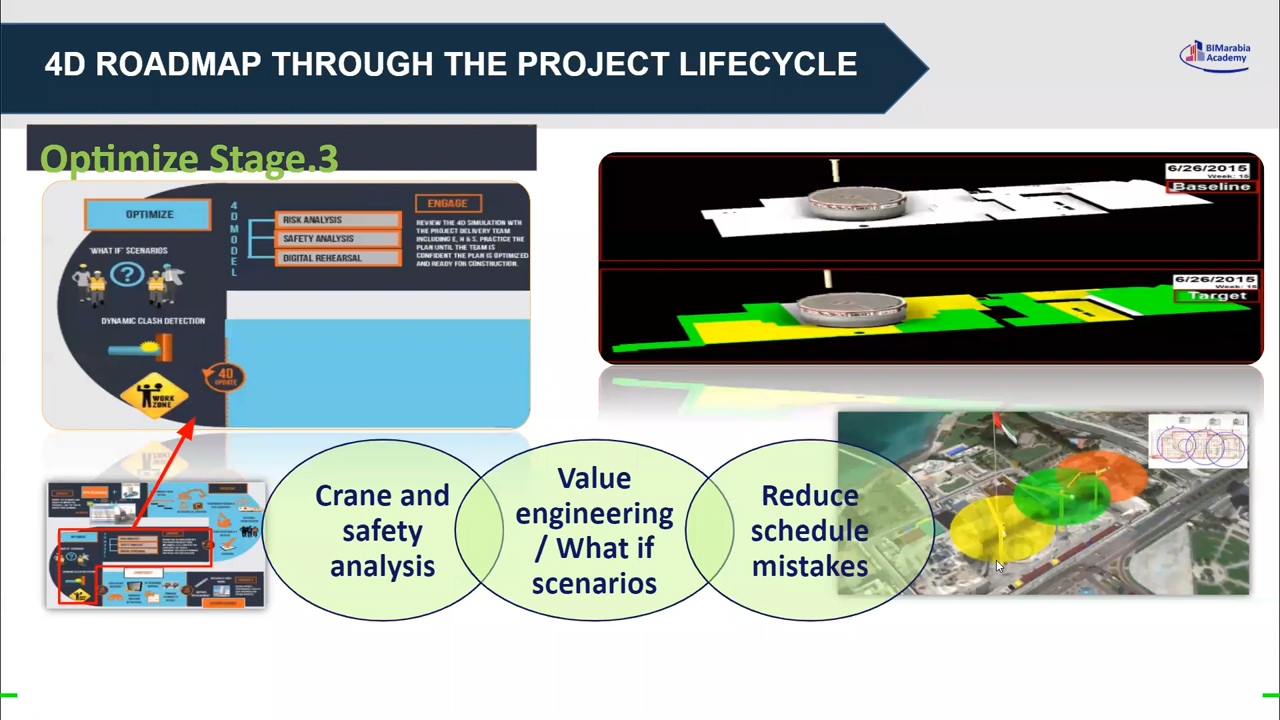 4D ROADMAP THROUGH THE PROJECT LIFECYCLE
BIMarabia
Academy
Optimize Stage.3
OPTIMIZE
'WHAT IF' SCENARIOS
?
DYNAMIC CLASH DETECTION
WORK
ZONE
4D
UPDATE
4D MODEL
RISK ANALYSIS
SAFETY ANALYSIS
DIGITAL REHEARSAL
ENGAGE
REVIEW THE 4D SIMULATION WTH
THE PROJECT DELIVERY TEAM
INCLUDING E, H & S. PRACTICE THE
PLAN UNTIL THE TEAM IS
CONFIDENT THE PLAN IS OPTIMIZED
AND READY FOR CONSTRUCTION.
6/26/2015
Week: 15
Baseline
6/26/2015
Week: 15
Target
Crane and
safety
analysis
Value
engineering
/ What if
scenarios
Reduce
schedule
mistakes